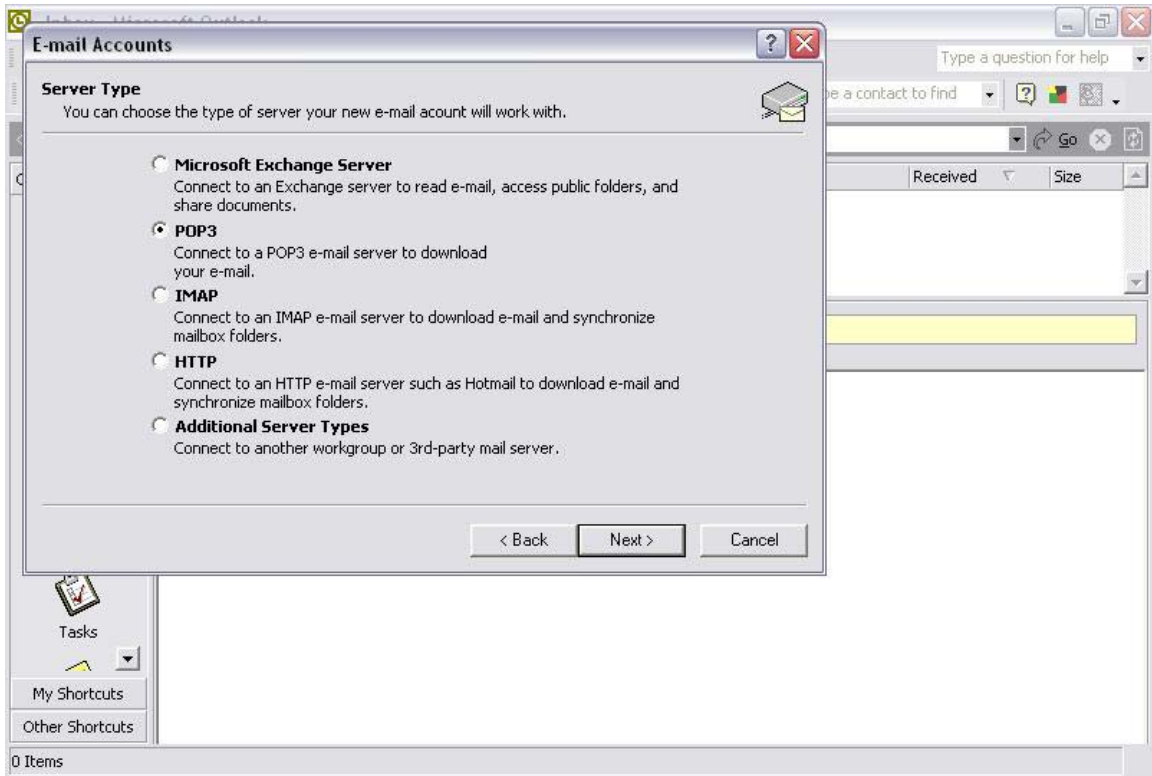 E-mail Accounts
Type a question for help
Server Type
You can choose the type of server your new e-mail acount will work with.
e a contact to find
Go
Microsoft Exchange Server
Connect to an Exchange server to read e-mail, access public folders, and
share documents.
Received
Size
POP3
Connect to a POP3 e-mail server to download
your e-mail.
IMAP
Connect to an IMAP e-mail server to download e-mail and synchronize
mailbox folders.
HTTP
Connect to an HTTP e-mail server such as Hotmail to download e-mail and
synchronize mailbox folders.
Additional Server Types
Connect to another workgroup or 3rd-party mail server.
< Back
Next >
Cancel
Tasks
My Shortcuts
Other Shortcuts
0 Items